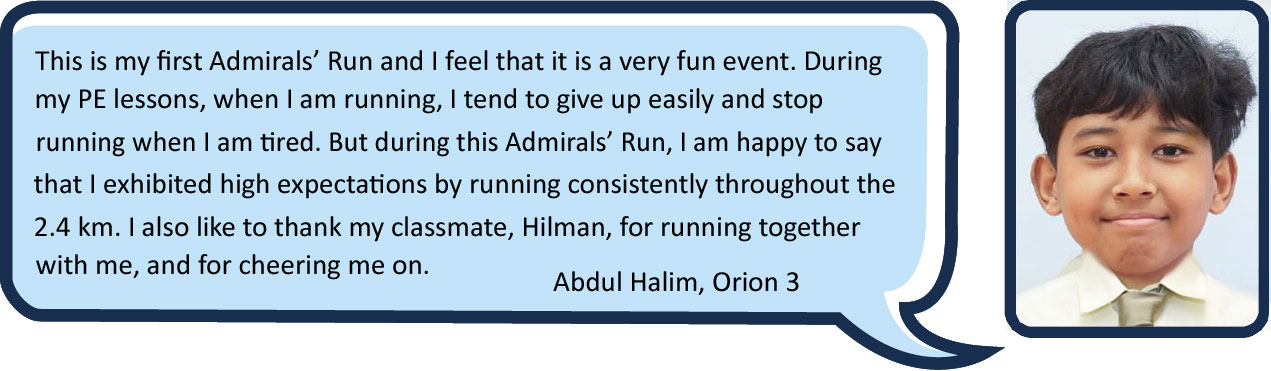 This is my first Admirals’ Run and I feel that it is a very fun event. During
my PE lessons, when I am running, I tend to give up easily and stop
running when I am tired. But during this Admirals’ Run, I am happy to say
that I exhibited high expectations by running consistently throughout the
2.4 km. I also like to thank my classmate, Hilman, for running together
with me, and for cheering me on.
Abdul Halim, Orion 3